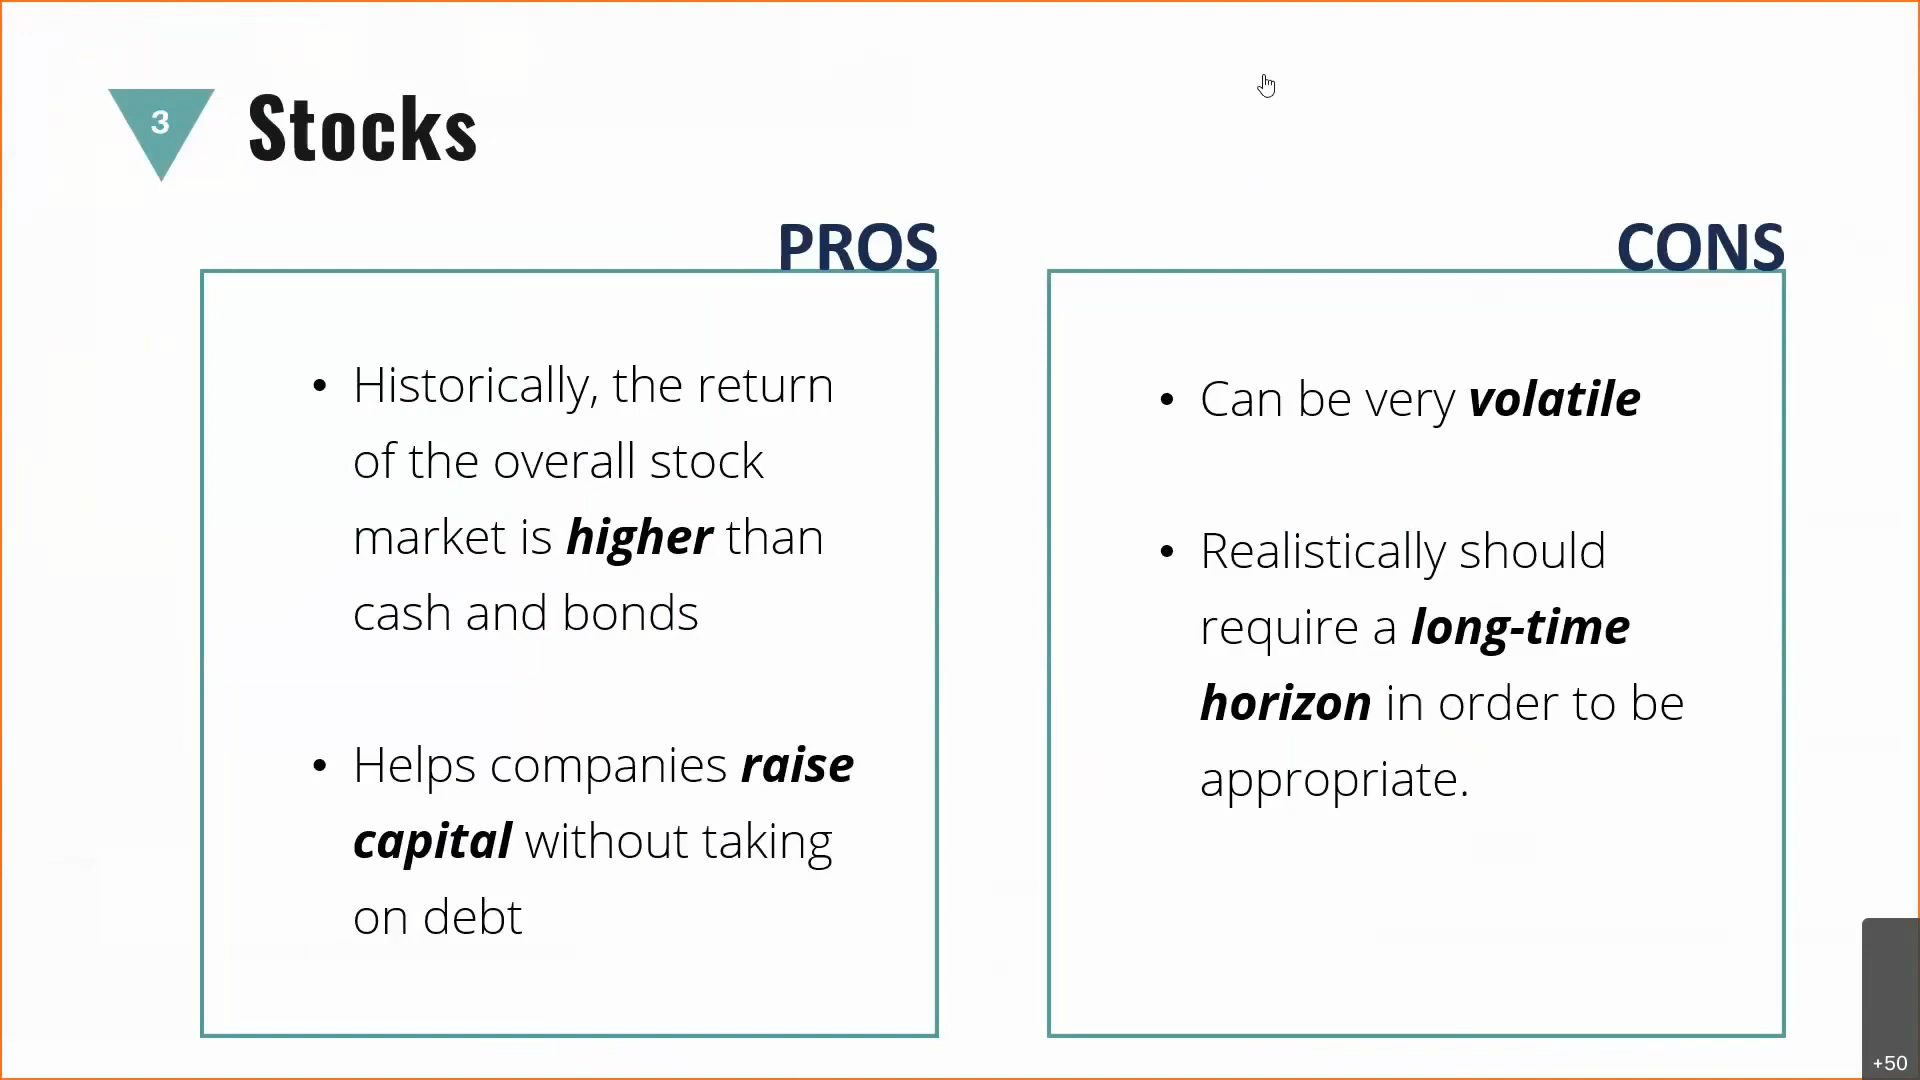 3
Stocks
PROS
• Historically, the return
of the overall stock
market is higher than
cash and bonds
• Helps companies raise
capital without taking
on debt
CONS
• Can be very volatile
• Realistically should
require a long-time
horizon in order to be
appropriate.
+50